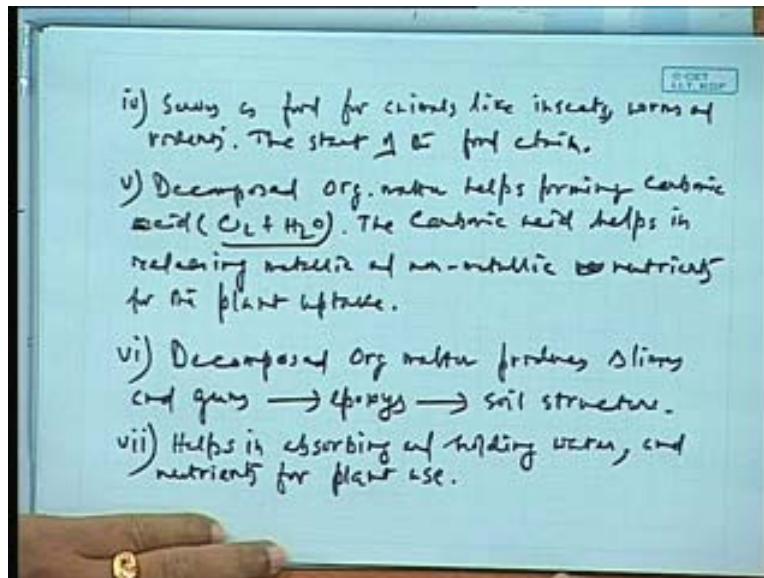 © CET
I.I.T. KGP
iv) Serves as food for animals like insects, worms and
rodents. The start of the food chain.
v) Decomposed org. matter helps forming carbonic
acid (CO2 + H2O). The carbonic acid helps in
releasing metallic and non-metallic nutrients
for the plant uptake.
vi) Decomposed org matter produces slimes
and gums → epoxys → soil structure.
vii) Helps in absorbing and holding water, and
nutrients for plant use.